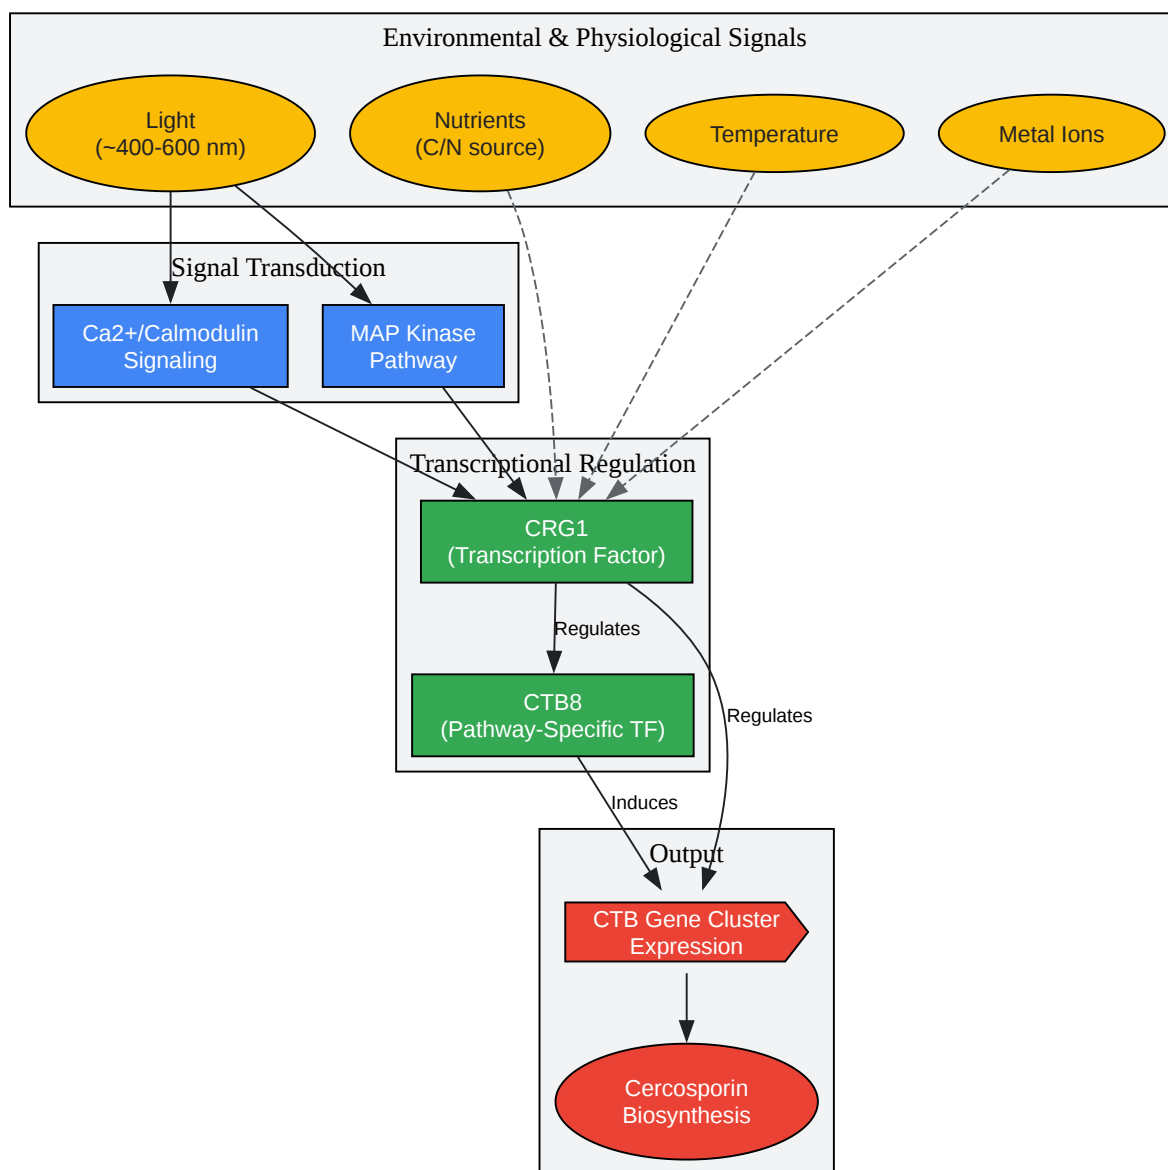 Environmental & Physiological Signals
Light
(~400-600 nm)
Nutrients
(C/N source)
Temperature
Metal Ions
Signal Transduction
Ca2+/Calmodulin
Signaling
MAP Kinase
Pathway
Transcriptional Regulation
CRG1
(Transcription Factor)
Regulates
CTB8
(Pathway-Specific TF)
Regulates
Induces
Output
CTB Gene Cluster
Expression
Cercosporin
Biosynthesis